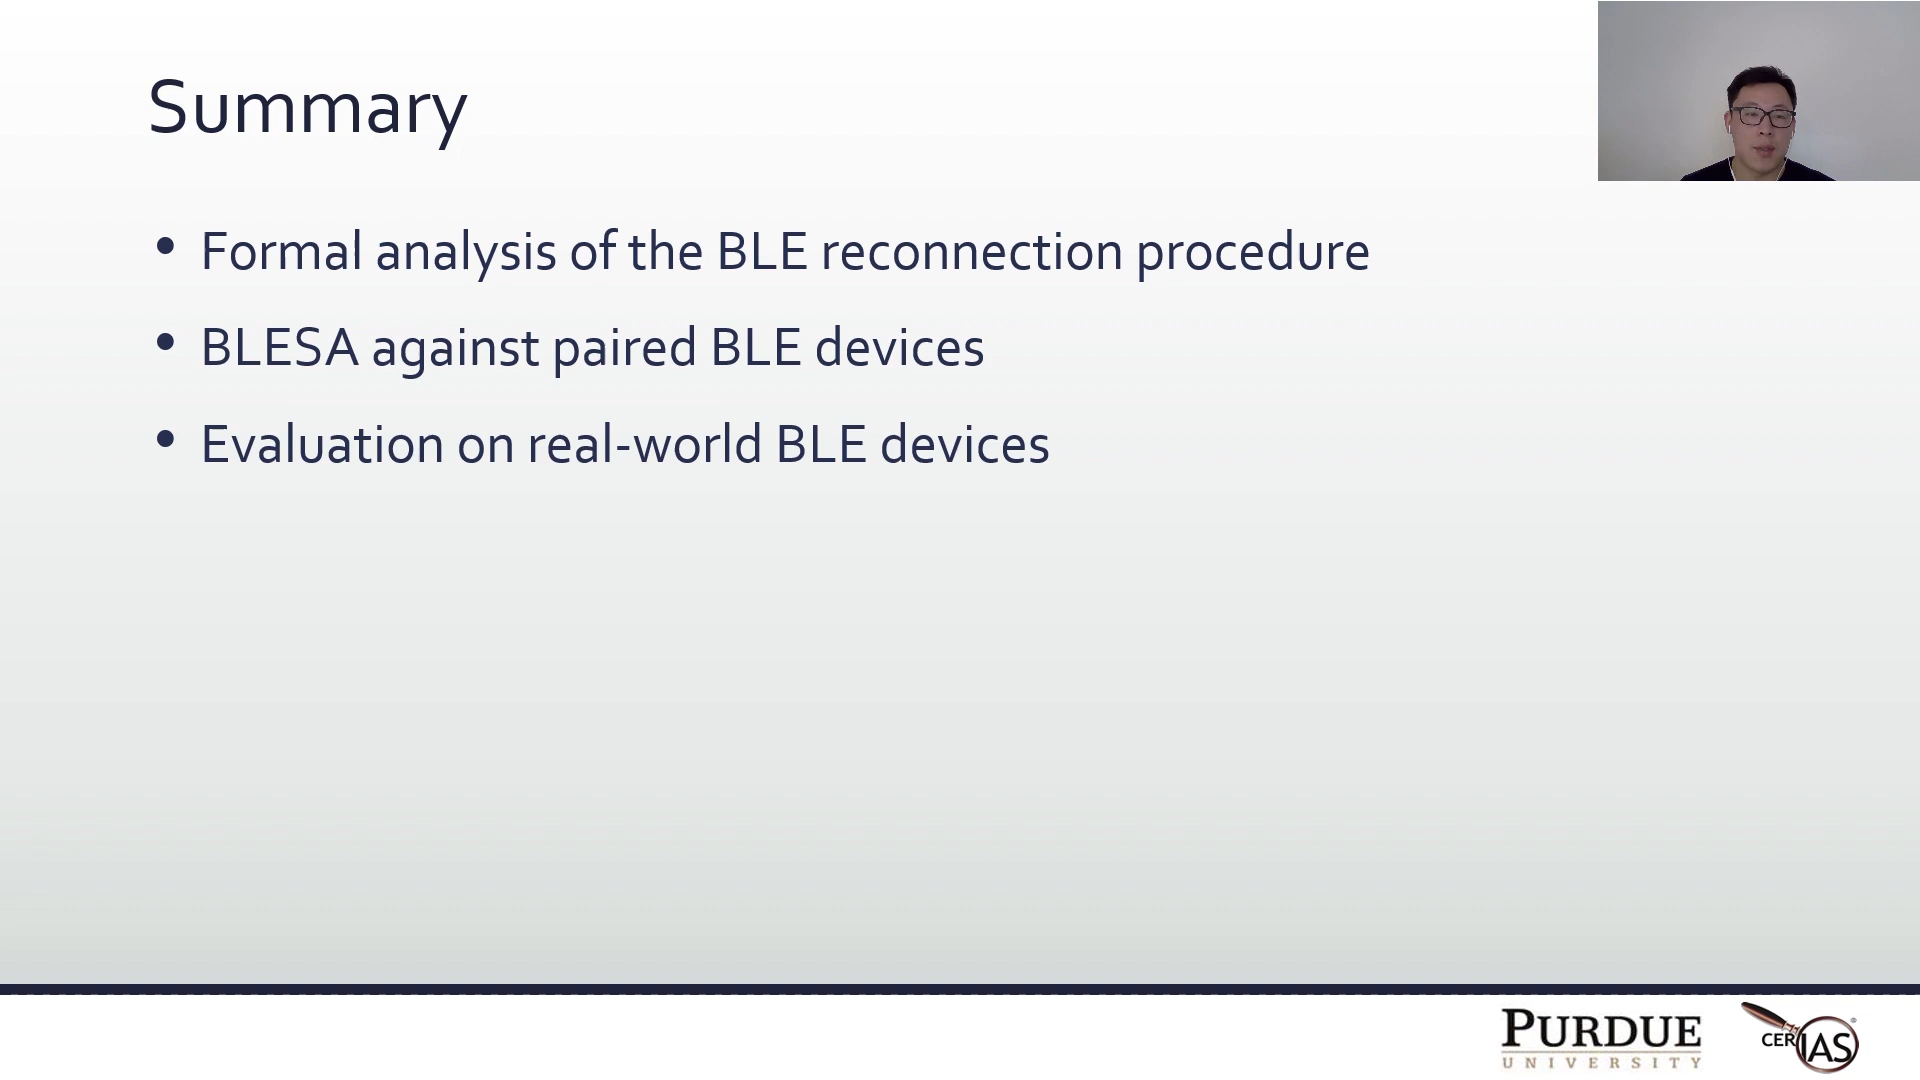 Summary
• Formal analysis of the BLE reconnection procedure
• BLESA against paired BLE devices
• Evaluation on real-world BLE devices
PURDUE
UNIVERSITY
CERIAS®